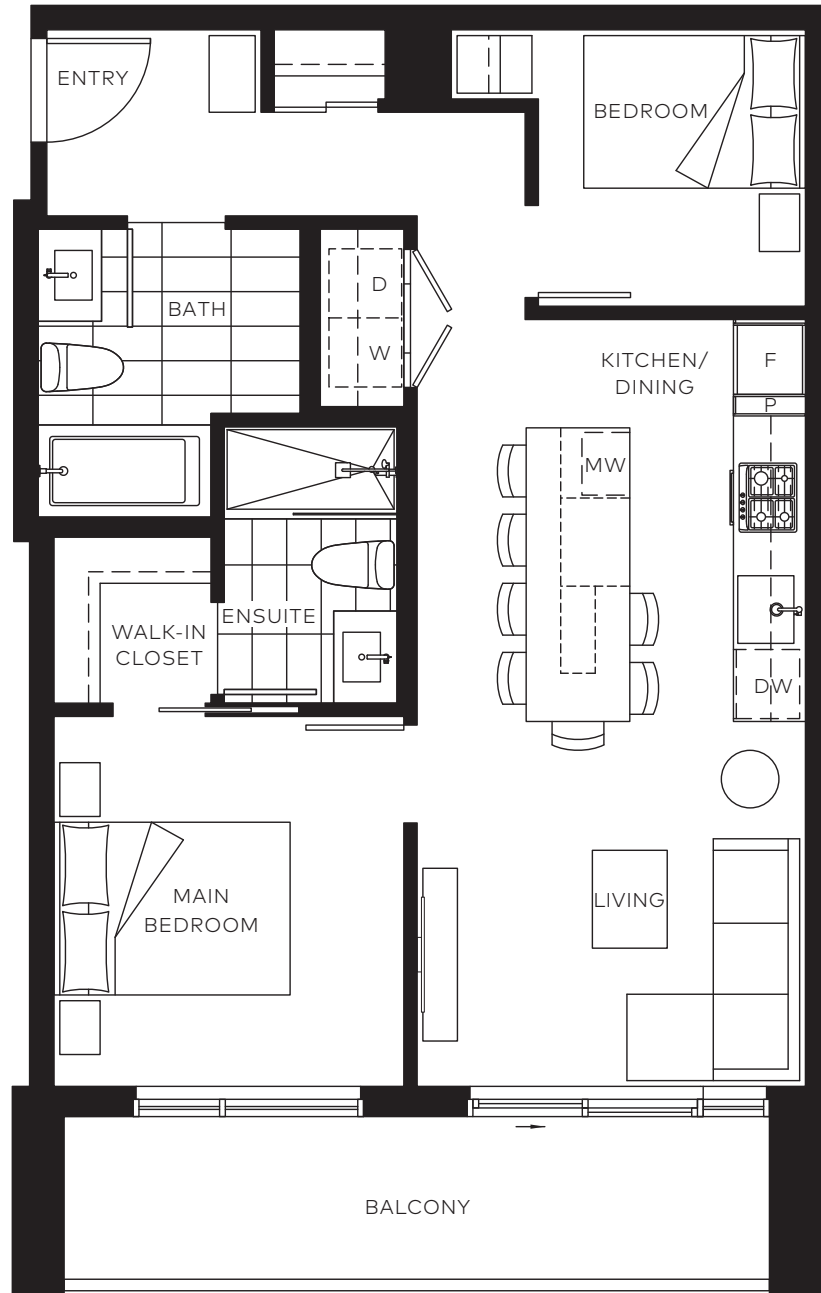 ENTRY
BEDROOM
BATH
D
W
KITCHEN/
DINING
F
P
MW
WALK-IN
CLOSET
ENSUITE
DW
MAIN
BEDROOM
LIVING
BALCONY